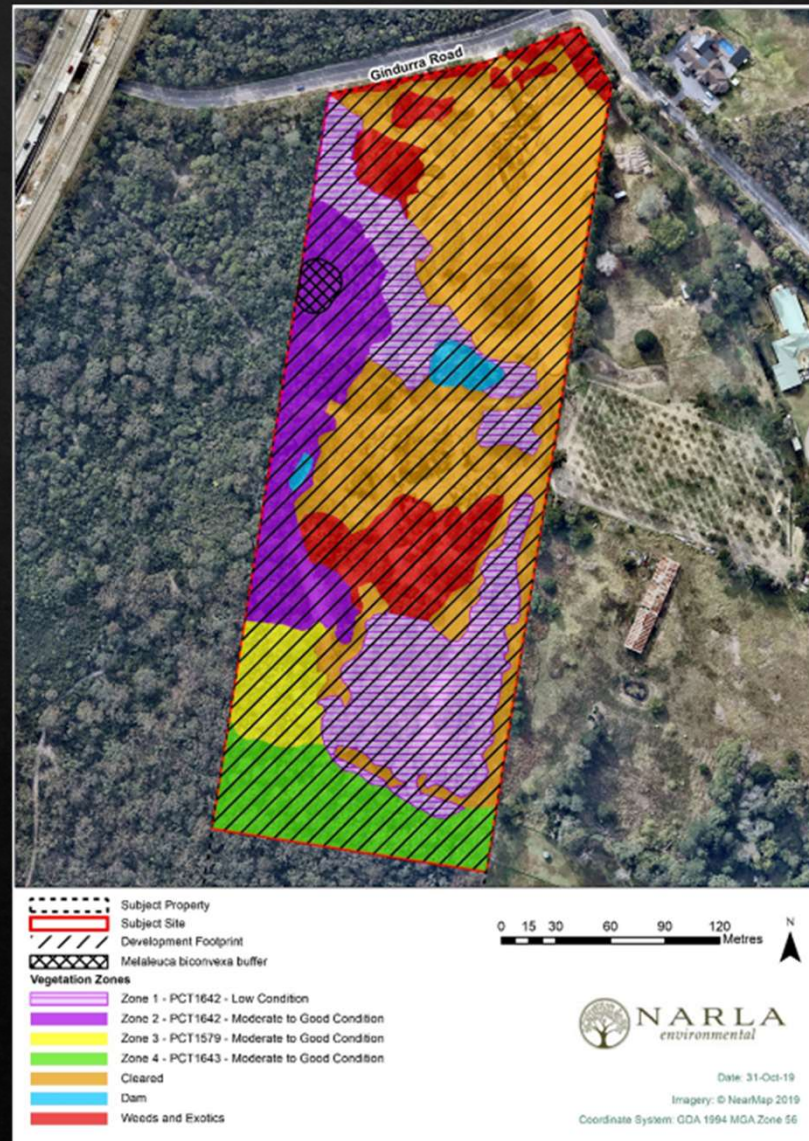 Gindurra Road
Subject Property
Subject Site
Development Footprint
Melaleuca biconvexa buffer
Vegetation Zones
Zone 1 - PCT1642 - Low Condition
Zone 2 - PCT1642 - Moderate to Good Condition
Zone 3 - PCT1579 - Moderate to Good Condition
Zone 4 - PCT1643 - Moderate to Good Condition
Cleared
Dam
Weeds and Exotics
0 15 30 60 90 120
Metres
N
NARLA
environmental
Date: 31-Oct-19
Imagery: © NearMap 2019
Coordinate System: GDA 1994 MGA Zone 56